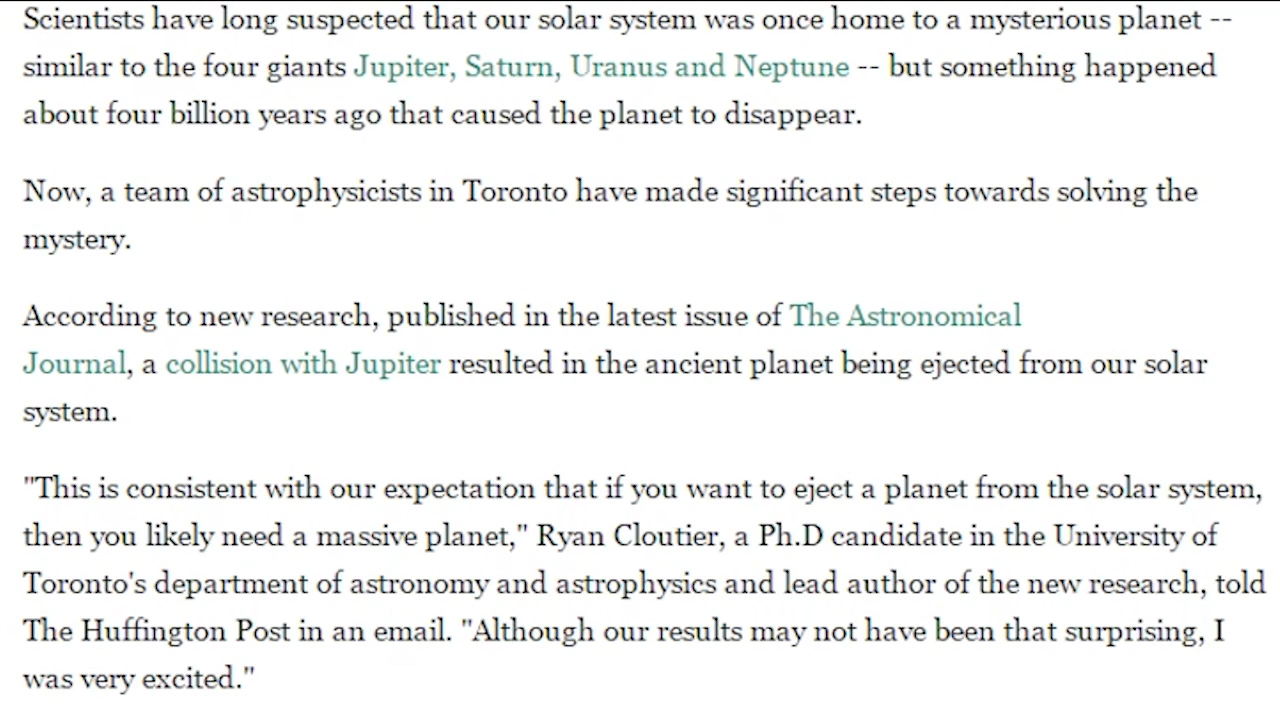 Scientists have long suspected that our solar system was once home to a mysterious planet --
similar to the four giants Jupiter, Saturn, Uranus and Neptune -- but something happened
about four billion years ago that caused the planet to disappear.
Now, a team of astrophysicists in Toronto have made significant steps towards solving the
mystery.
According to new research, published in the latest issue of The Astronomical
Journal, a collision with Jupiter resulted in the ancient planet being ejected from our solar
system.
"This is consistent with our expectation that if you want to eject a planet from the solar system,
then you likely need a massive planet," Ryan Cloutier, a Ph.D candidate in the University of
Toronto's department of astronomy and astrophysics and lead author of the new research, told
The Huffington Post in an email. "Although our results may not have been that surprising, I
was very excited."